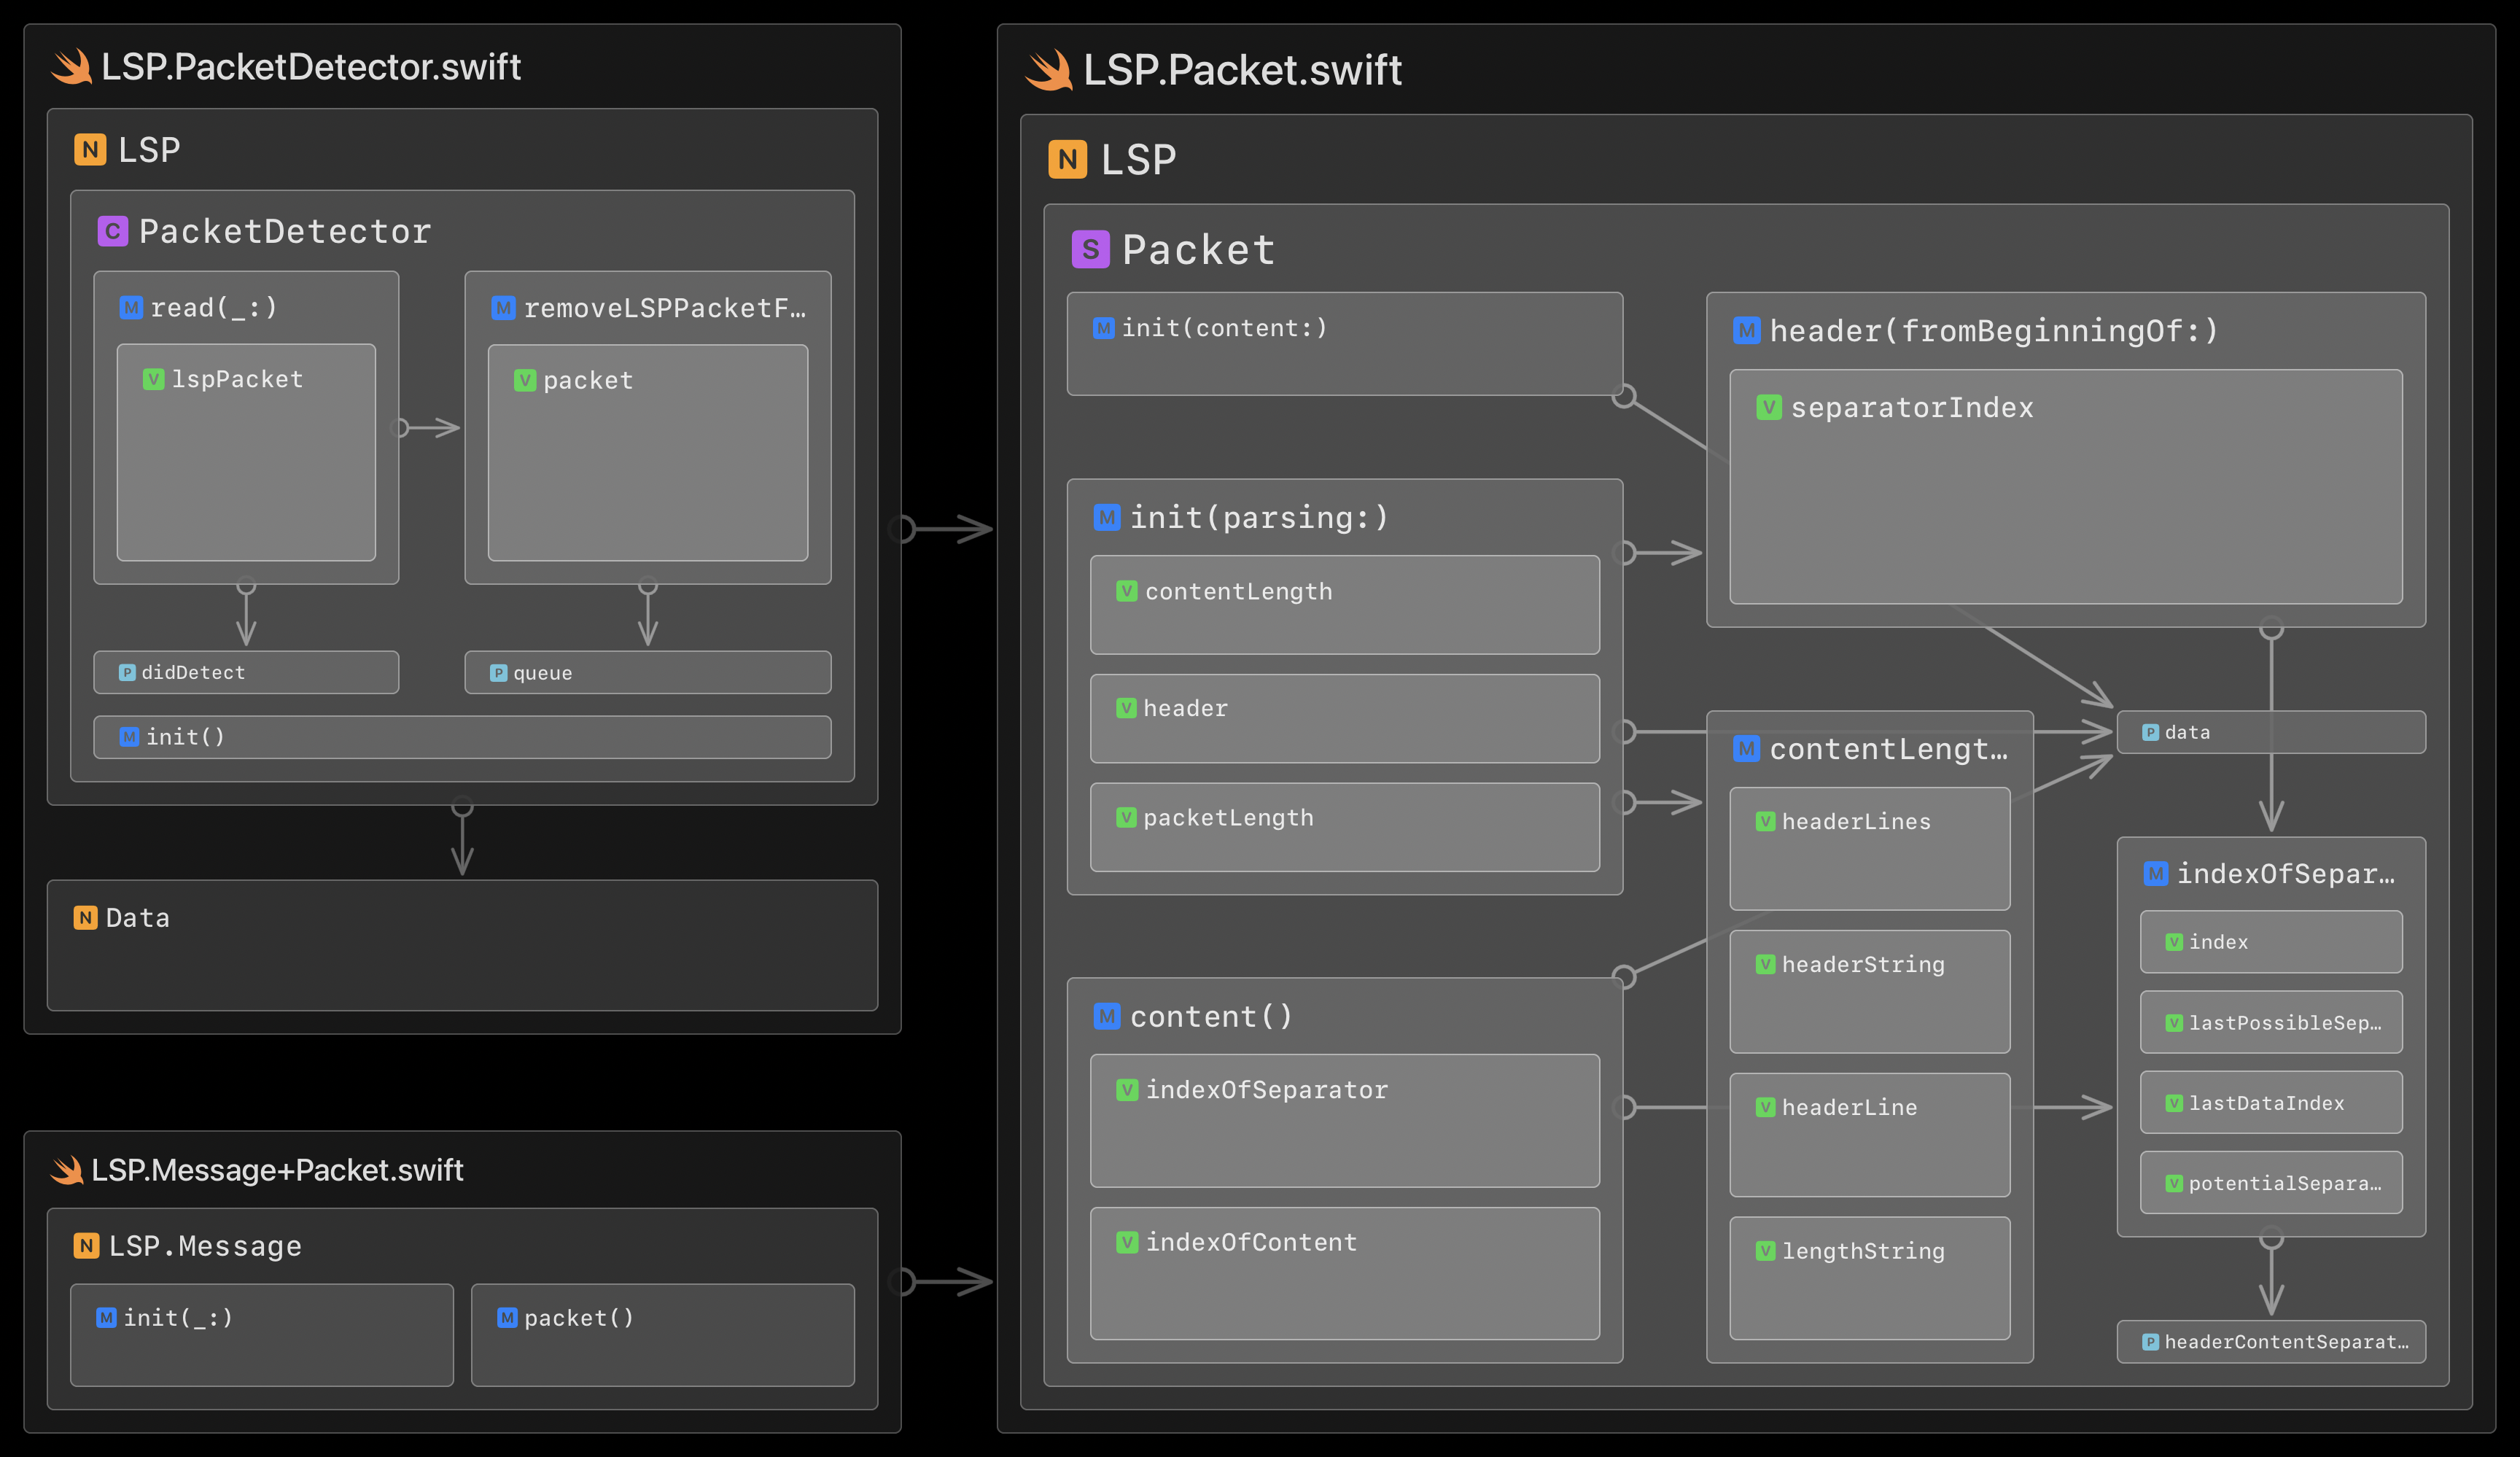 LSP.PacketDetector.swift
N LSP
C PacketDetector
M read(_:)
V lspPacket
M removeLSPPacketF…
V packet
P didDetect
P queue
M init()
N Data
LSP.Message+Packet.swift
N LSP.Message
M init(_:)
M packet()
LSP.Packet.swift
N LSP
S Packet
M init(content:)
M header(fromBeginningOf:)
V separatorIndex
M init(parsing:)
V contentLength
V header
V packetLength
M contentLengt…
V headerLines
V headerString
V headerLine
V lengthString
P data
M content()
V indexOfSeparator
V indexOfContent
M indexOfSepar…
V index
V lastPossibleSep…
V lastDataIndex
V potentialSepara…
P headerContentSeparat…